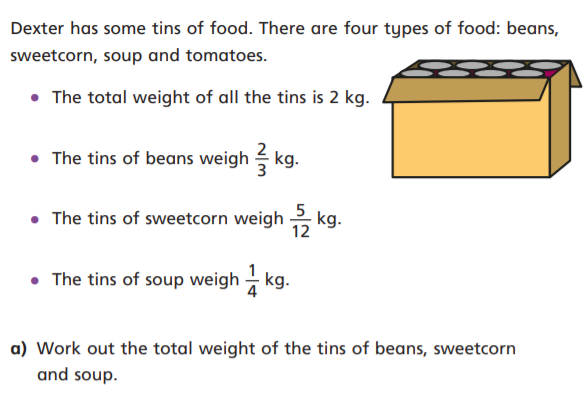 Dexter has some tins of food. There are four types of food: beans,
sweetcorn, soup and tomatoes.
• The total weight of all the tins is 2 kg.
• The tins of beans weigh 2/3 kg.
• The tins of sweetcorn weigh 5/12 kg.
• The tins of soup weigh 1/4 kg.
a) Work out the total weight of the tins of beans, sweetcorn
and soup.